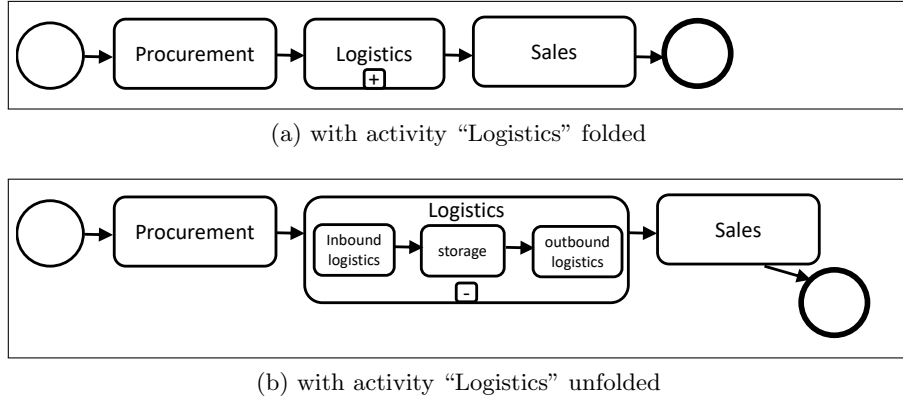 Procurement
Logistics
Sales
+
(a) with activity “Logistics” folded
Logistics
Procurement
Inbound
logistics
storage
outbound
logistics
Sales
-
(b) with activity “Logistics” unfolded